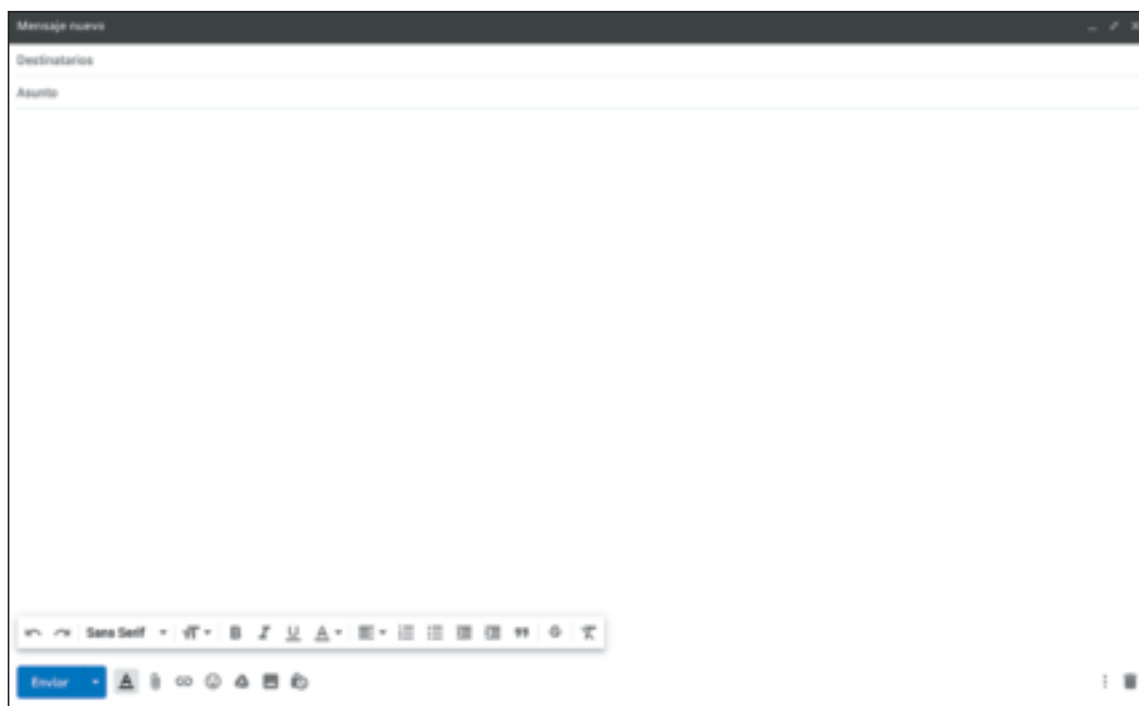 Mensaje nuevo
Destinatarios
Asunto
Sans Serif
Enviar